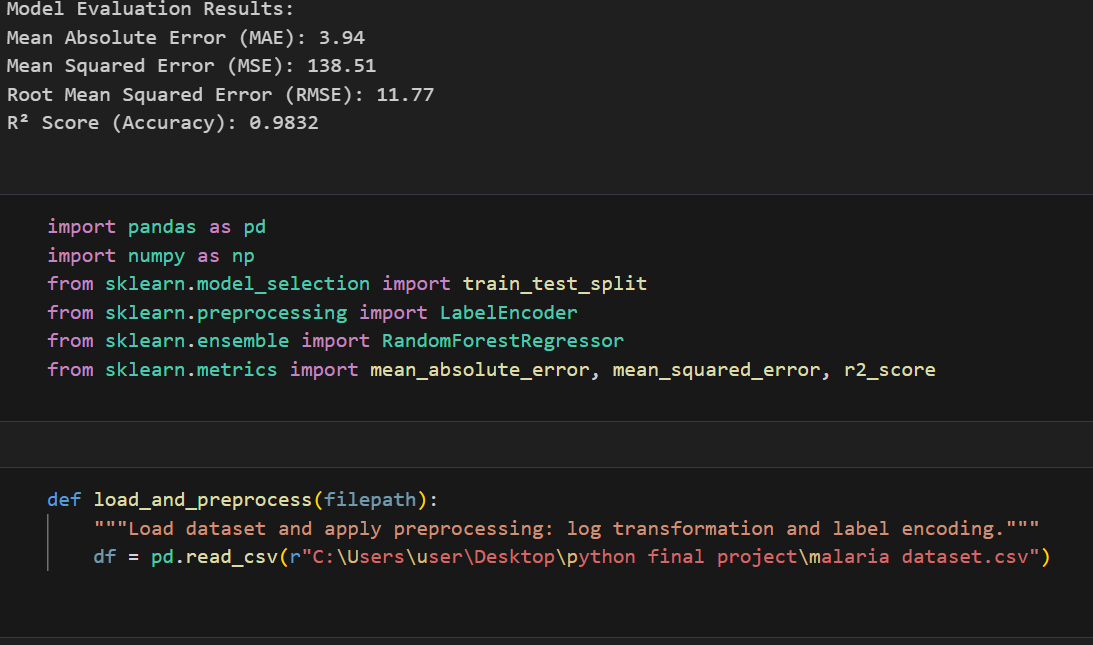 Model Evaluation Results:
Mean Absolute Error (MAE): 3.94
Mean Squared Error (MSE): 138.51
Root Mean Squared Error (RMSE): 11.77
R² Score (Accuracy): 0.9832
import pandas as pd
import numpy as np
from sklearn.model_selection import train_test_split
from sklearn.preprocessing import LabelEncoder
from sklearn.ensemble import RandomForestRegressor
from sklearn.metrics import mean_absolute_error, mean_squared_error, r2_score
def load_and_preprocess(filepath):
    """Load dataset and apply preprocessing: log transformation and label encoding."""
    df = pd.read_csv(r"C:\Users\user\Desktop\python final project\malaria dataset.csv")